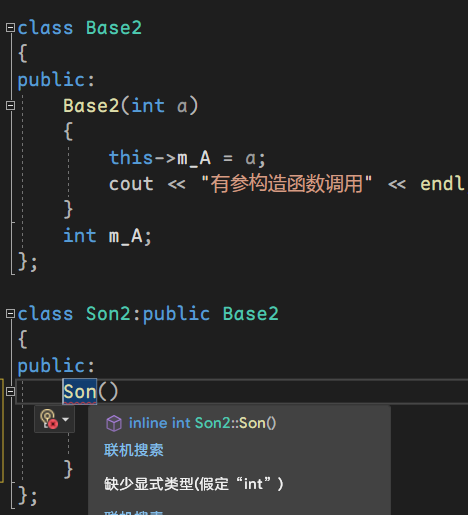 class Base2
{
public:
Base2(int a)
{
this->m_A = a;
cout << "有参构造函数调用" << endl
}
int m_A;
};
class Son2:public Base2
{
public:
Son()
inline int Son2::Son()
联机搜索
缺少显式类型(假定“int”)
}
};